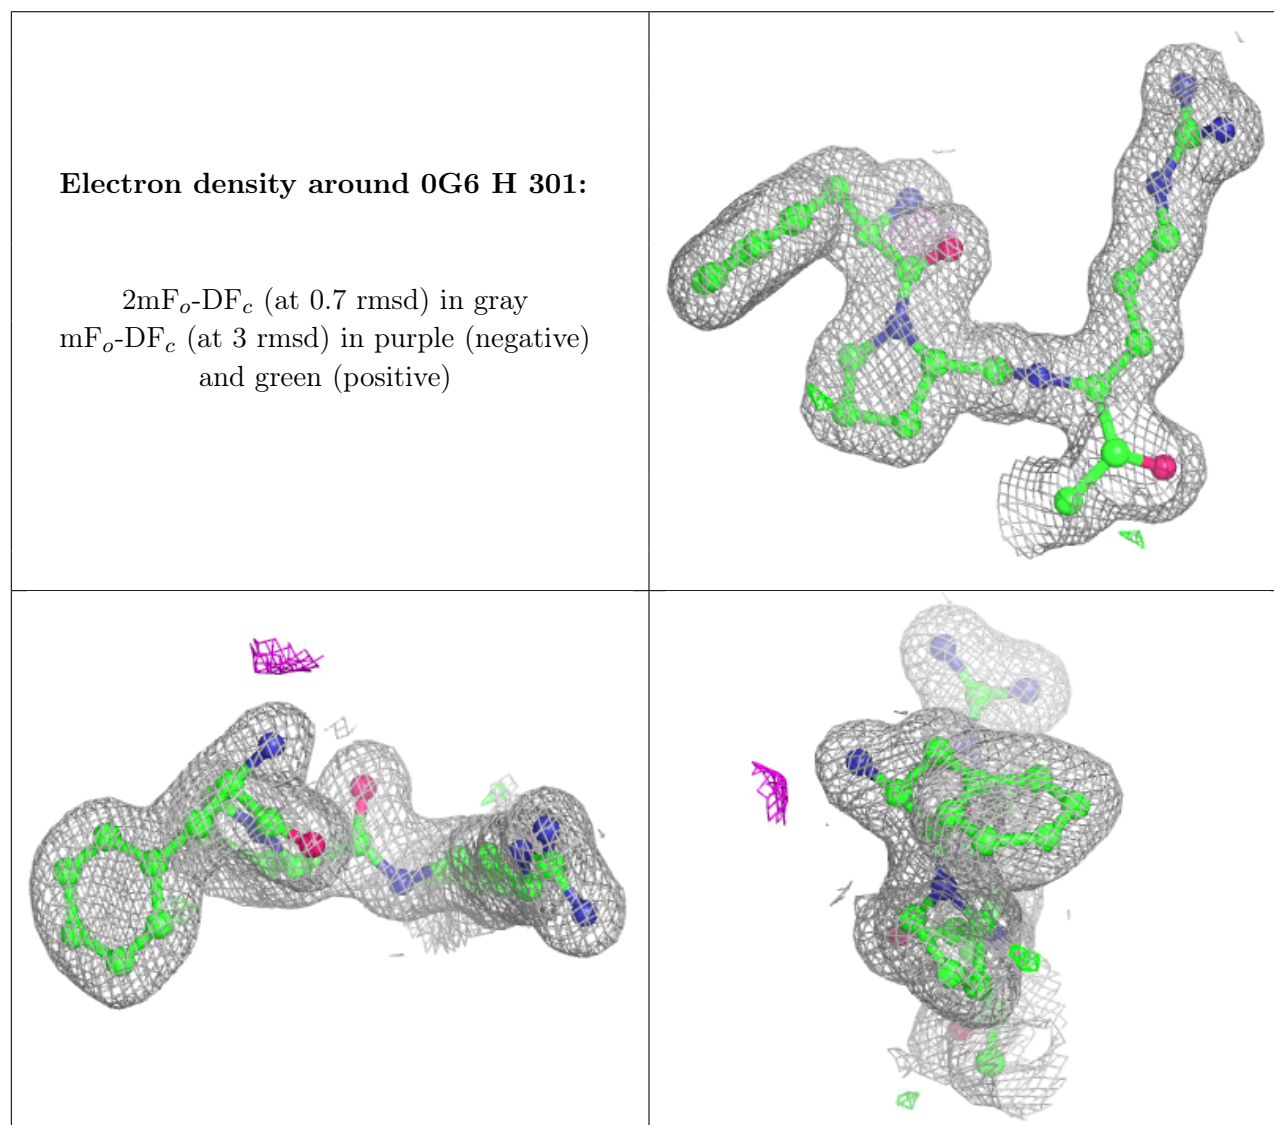 Electron density around 0G6 H 301:
2mFo-DFc (at 0.7 rmsd) in gray
mFo-DFc (at 3 rmsd) in purple (negative)
and green (positive)